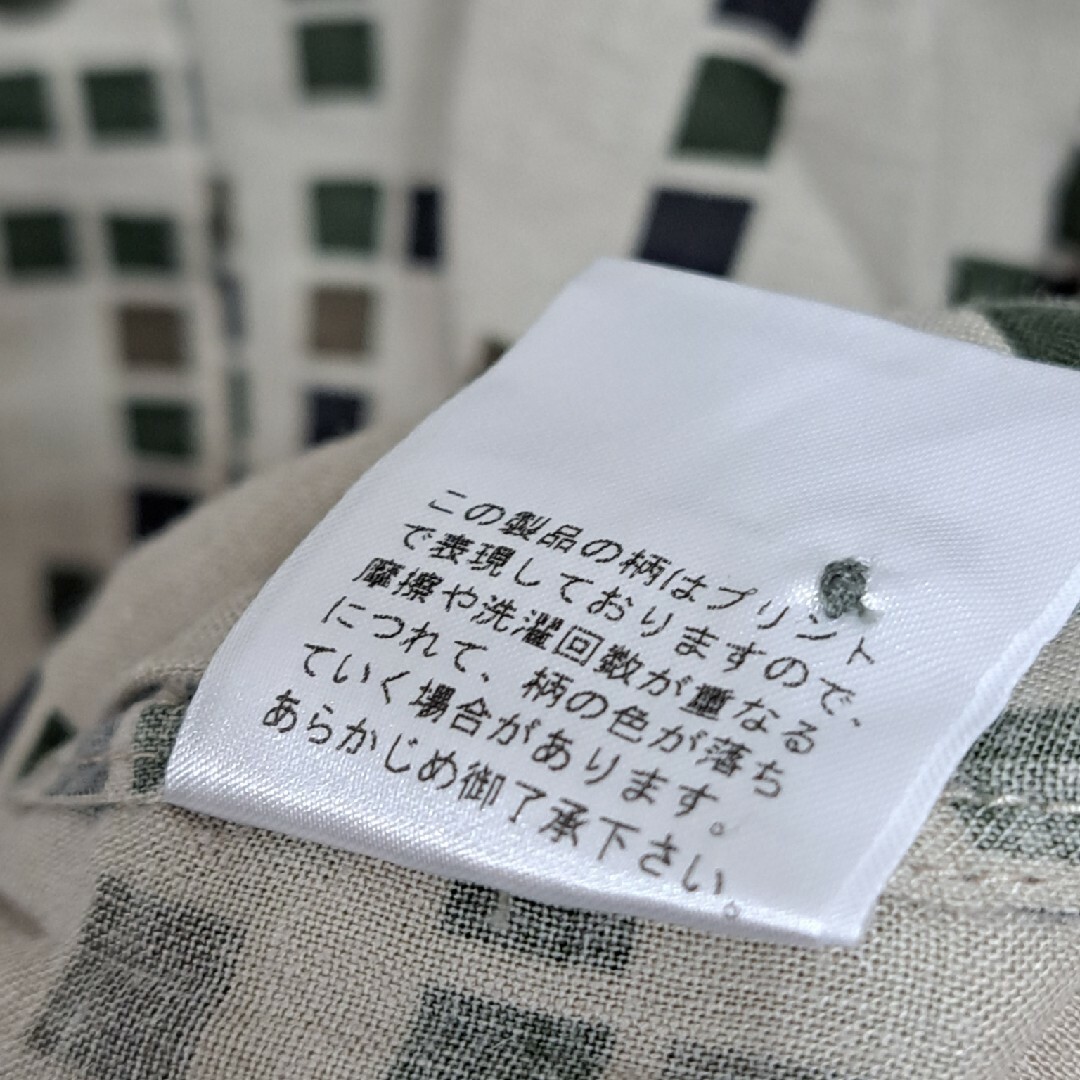 この製品の柄はプリント
で表現しておりますので、
摩擦や洗濯回数が重なる
につれて、柄の色が落ち
ていく場合があります。
あらかじめ御了承下さい。